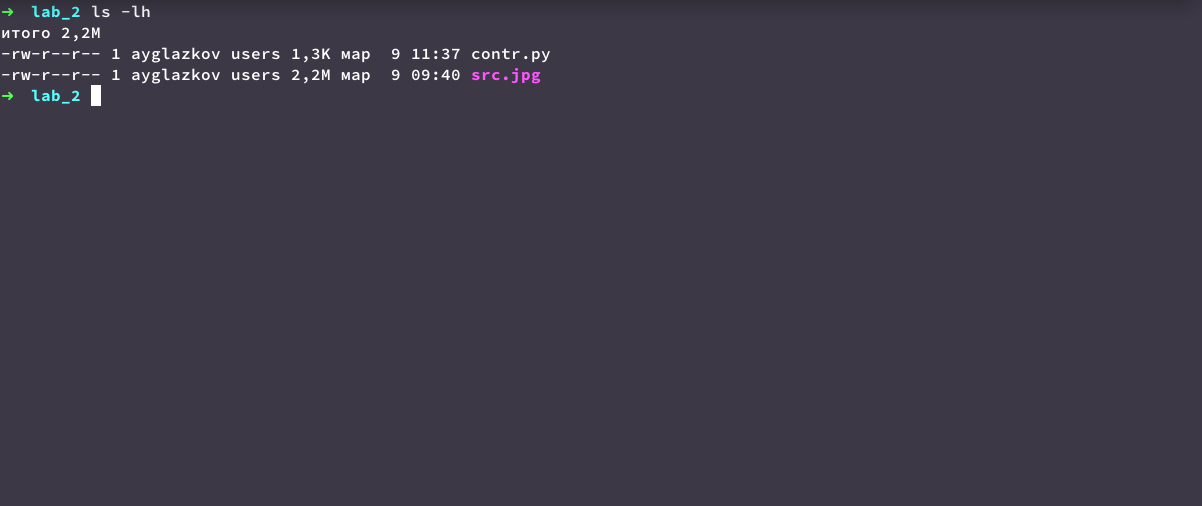 ➜  lab_2 ls -lh
итого 2,2M
-rw-r--r-- 1 ayglazkov users 1,3K мар  9 11:37 contr.py
-rw-r--r-- 1 ayglazkov users 2,2M мар  9 09:40 src.jpg
➜  lab_2